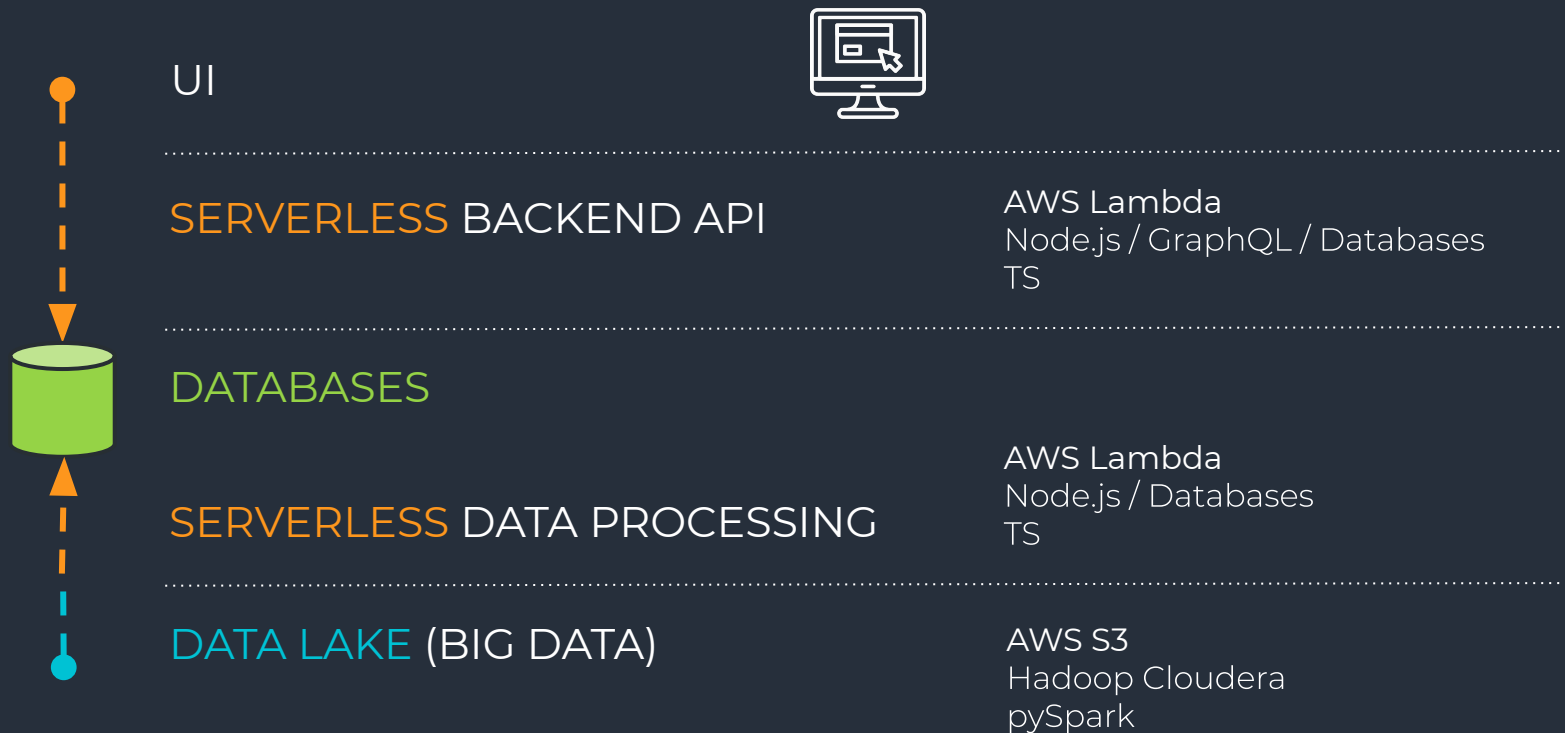 UI
SERVERLESS BACKEND API
AWS Lambda
Node.js / GraphQL / Databases
TS
DATABASES
SERVERLESS DATA PROCESSING
AWS Lambda
Node.js / Databases
TS
DATA LAKE (BIG DATA)
AWS S3
Hadoop Cloudera
pySpark